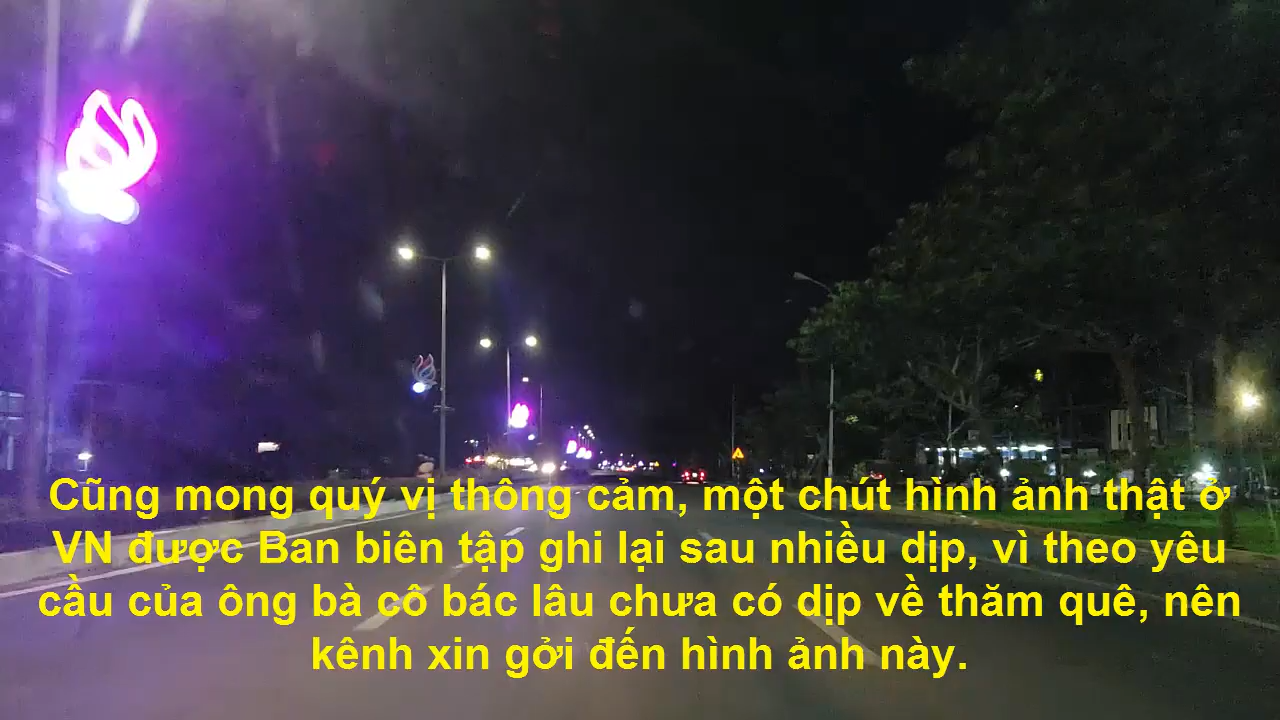 Cũng mong quý vị thông cảm, một chút hình ảnh thật ở
VN được Ban biên tập ghi lại sau nhiều dịp, vì theo yêu
cầu của ông bà cô bác lâu chưa có dịp về thăm quê, nên
kênh xin gởi đến hình ảnh này.